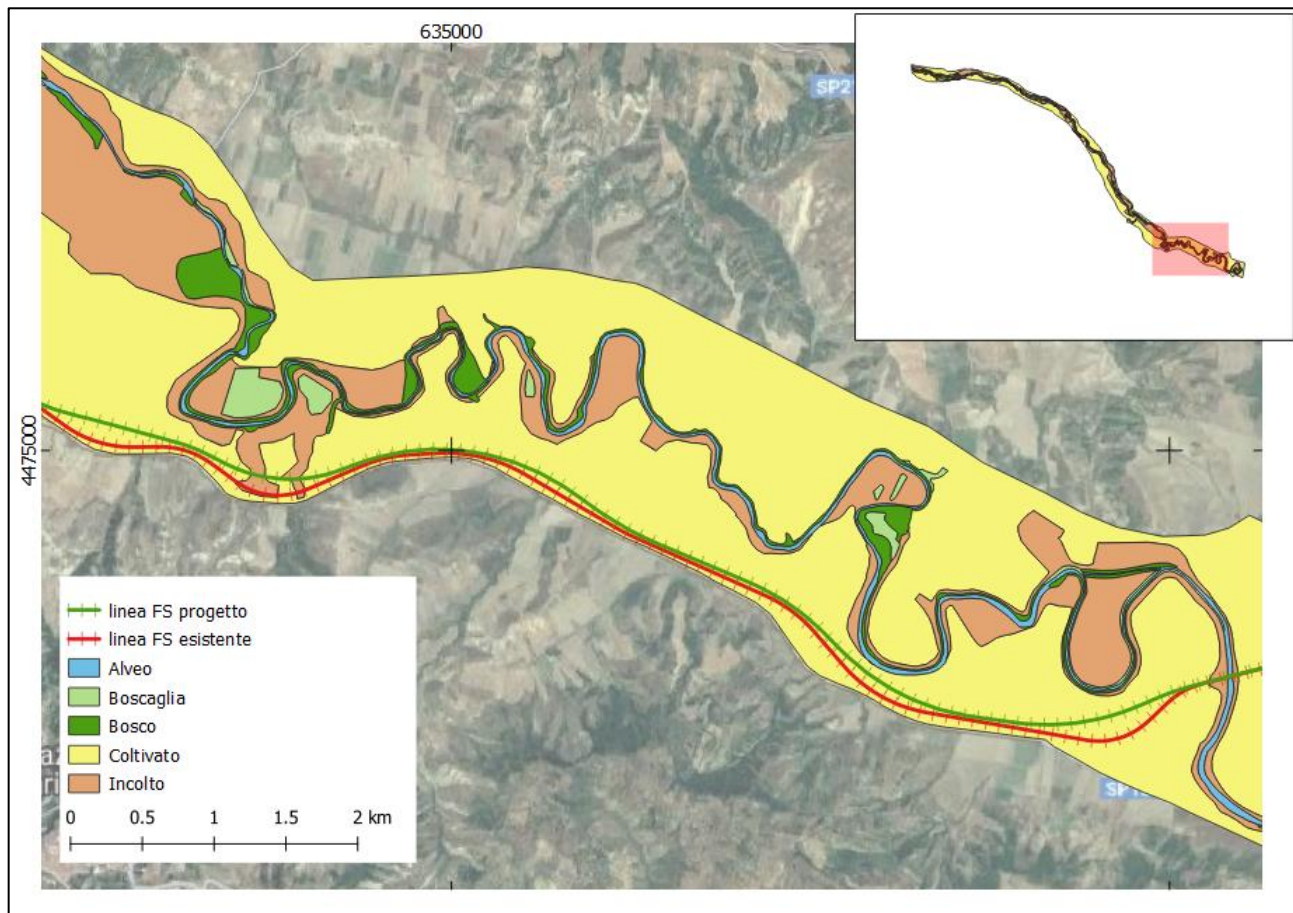 635000
SP2
4475000
linea FS progetto
linea FS esistente
Alveo
Boscaglia
Bosco
Coltivato
Incolto
0 0.5 1 1.5 2 km